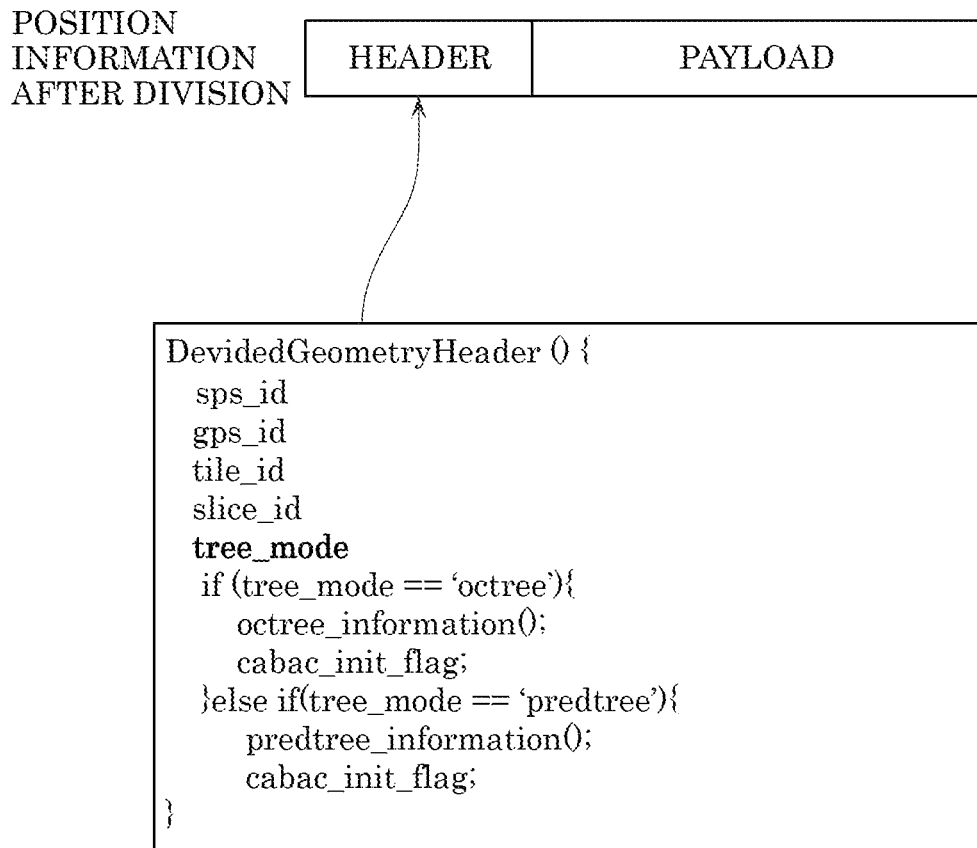 POSITION
INFORMATION
AFTER DIVISION
HEADER
PAYLOAD
DevidedGeometryHeader () {
sps_id
gps_id
tile_id
slice_id
tree_mode
if (tree_mode == ‘octree’){
octree_information();
cabac_init_flag;
}else if(tree_mode == ‘predtree’){
predtree_information();
cabac_init_flag;
}